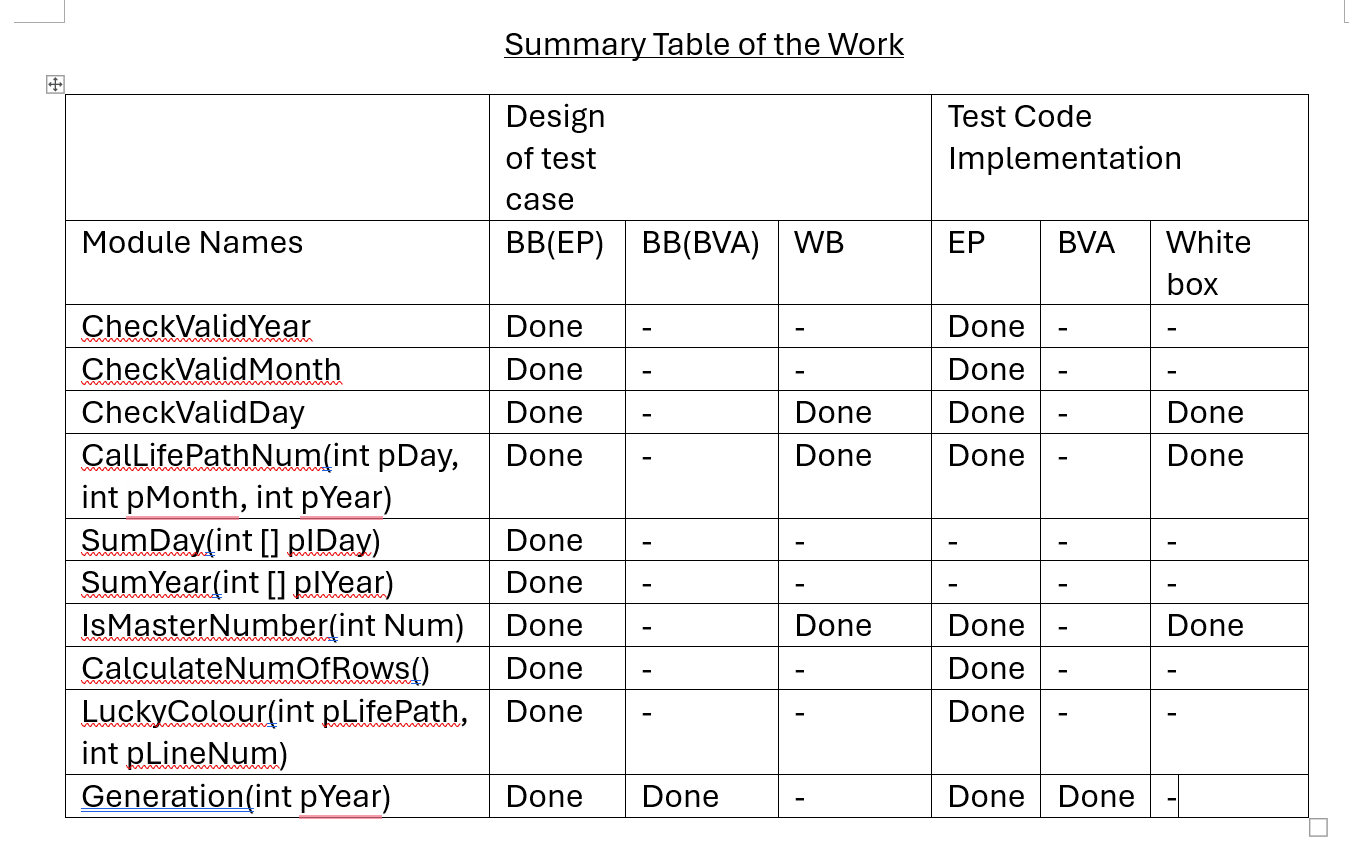 Summary Table of the Work
Design
of test
case
Test Code
Implementation
Module Names BB(EP) BB(BVA) WB EP BVA White
box
CheckValidYear Done - - Done - -
CheckValidMonth Done - - Done - -
CheckValidDay Done - Done Done - Done
CalLifePathNum(int pDay, Done - Done Done - Done
int pMonth, int pYear)
SumDay(int [] pIDay) Done - - - - -
SumYear(int [] pIYear) Done - - - - -
IsMasterNumber(int Num) Done - Done Done - Done
CalculateNumOfRows() Done - - Done - -
LuckyColour(int pLifePath, Done - - Done - -
int pLineNum)
Generation(int pYear) Done Done - Done Done -